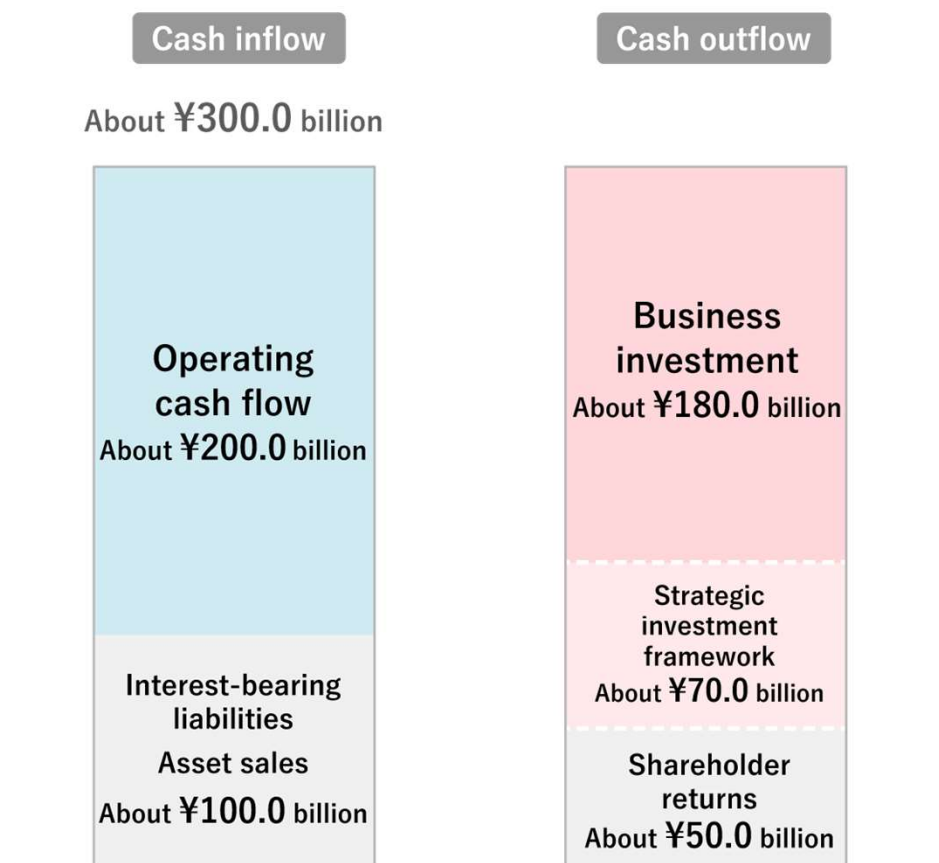 Cash inflow
About ¥300.0 billion
Operating
cash flow
About ¥200.0 billion
Interest-bearing
liabilities
Asset sales
About ¥100.0 billion
Cash outflow
Business
investment
About ¥180.0 billion
Strategic
investment
framework
About ¥70.0 billion
Shareholder
returns
About ¥50.0 billion